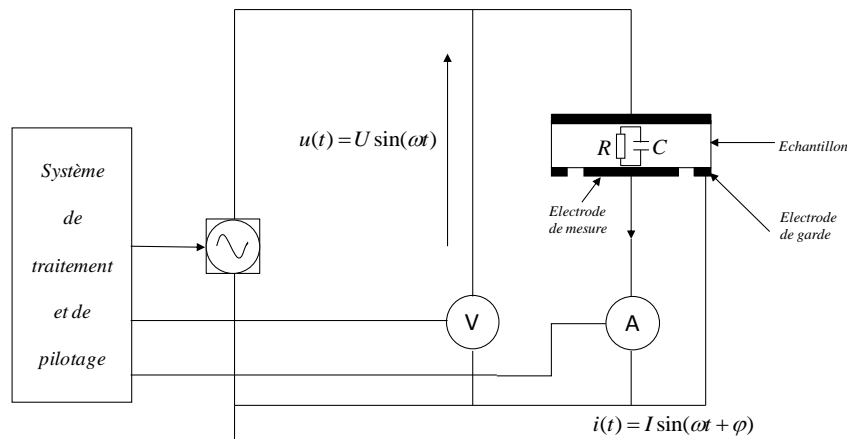 Système
de
traitement
et de
pilotage
u(t) = U sin(ωt)
V
A
R
C
Echantillon
Electrode
de mesure
Electrode
de garde
i(t) = I sin(ωt + φ)